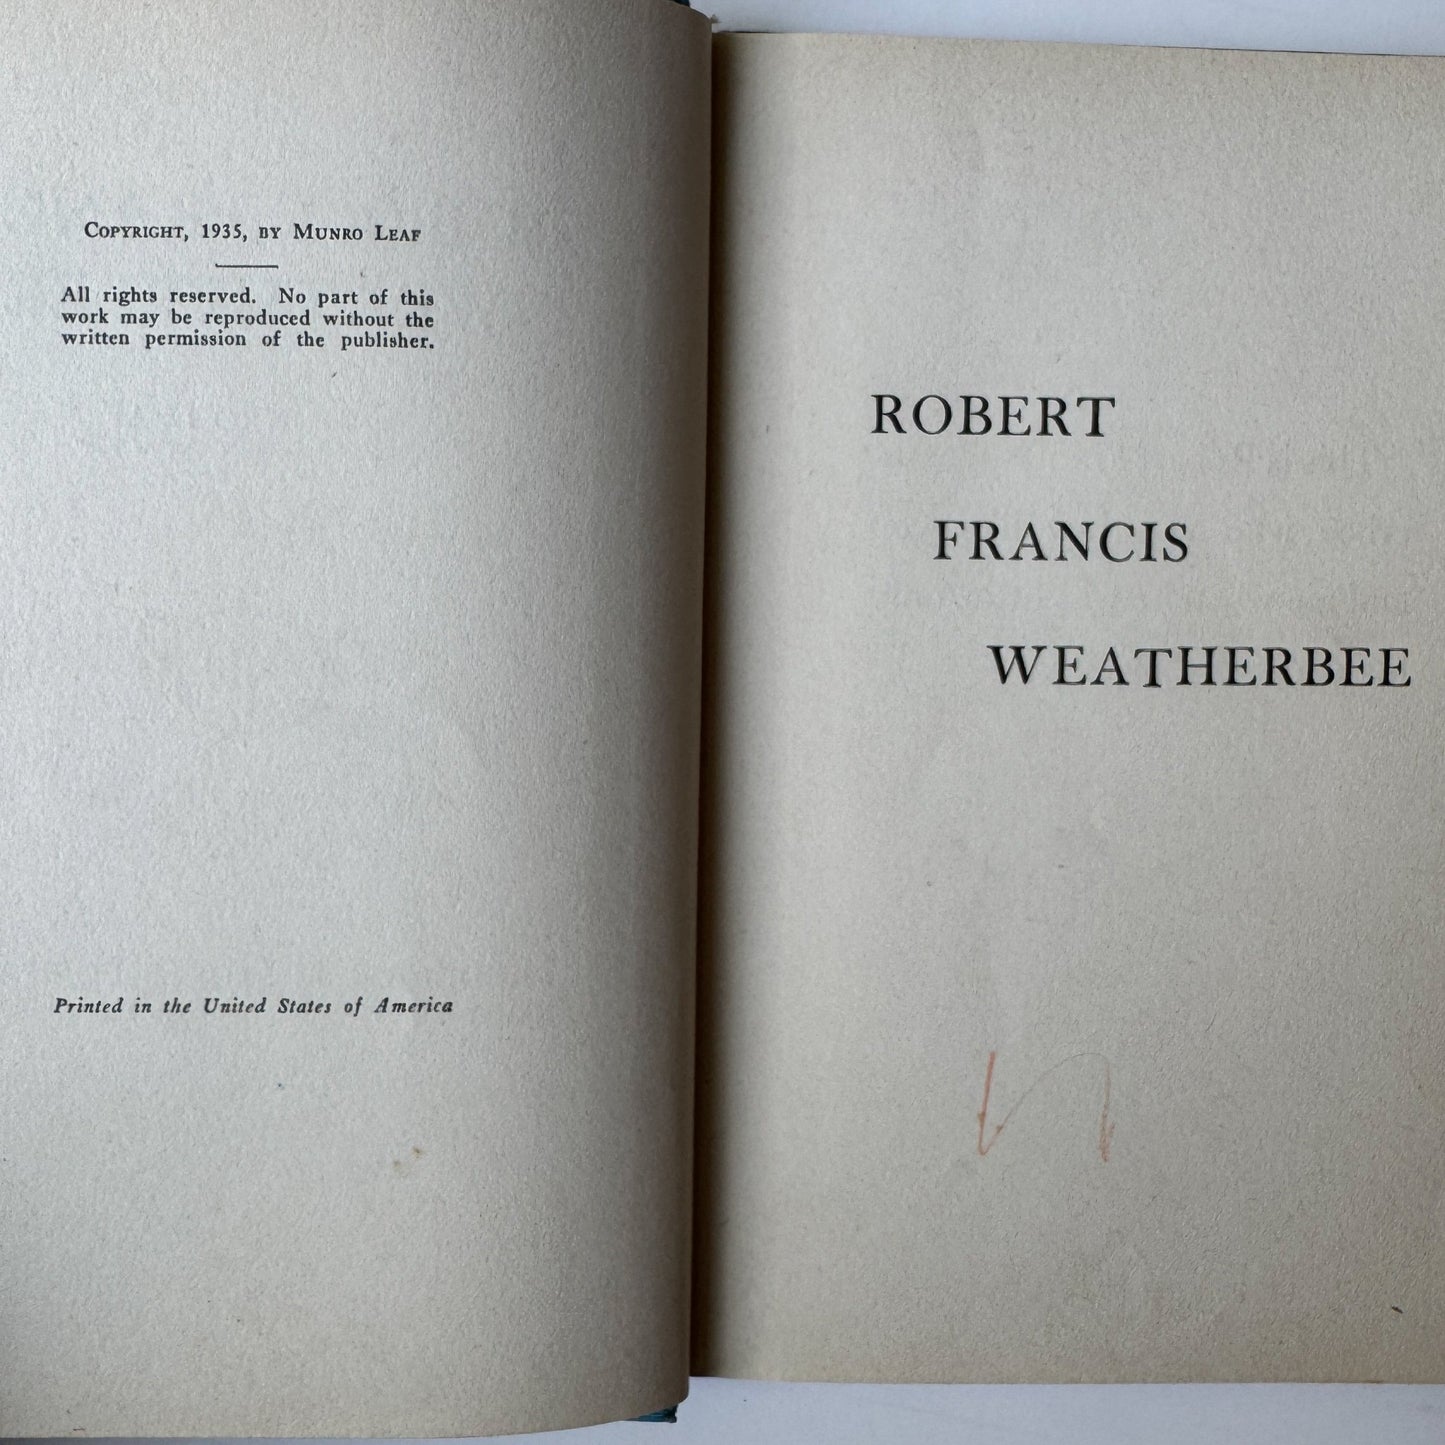 COPYRIGHT, 1935, BY MUNRO LEAF
All rights reserved. No part of this
work may be reproduced without the
written permission of the publisher.
Printed in the United States of America
ROBERT
FRANCIS
WEATHERBEE